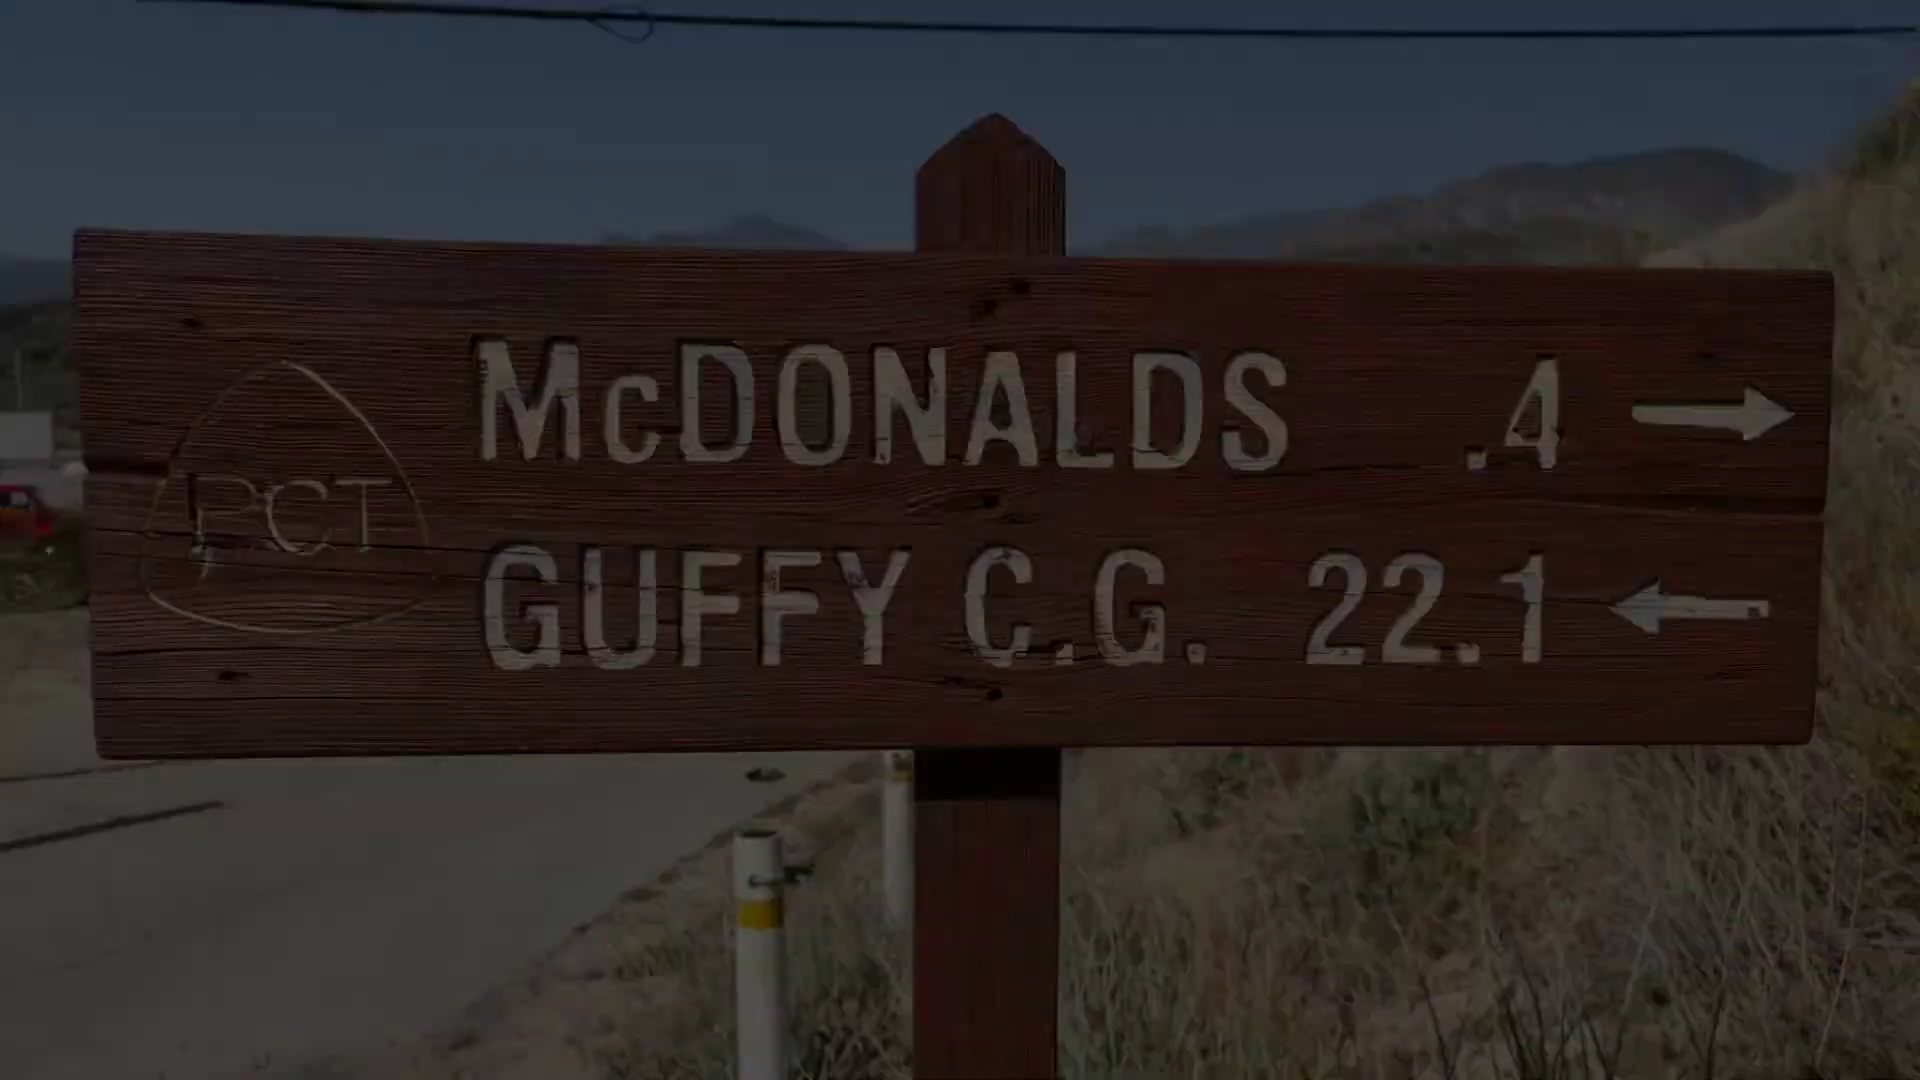 PCT
McDONALDS .4 →
GUFFY C.G. 22.1 ←